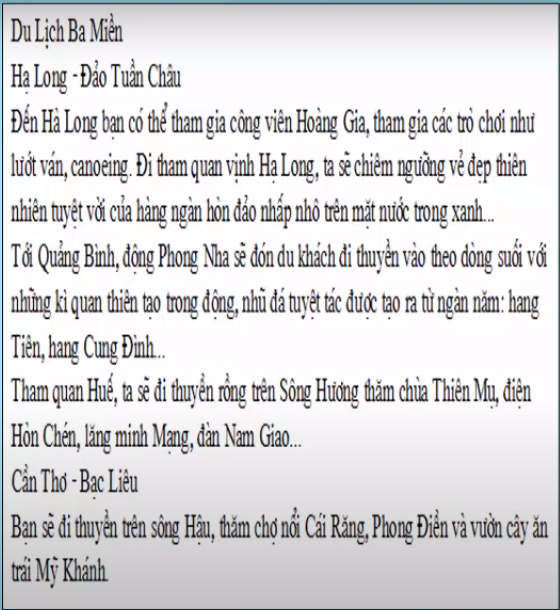 Du Lịch Ba Miền
Hạ Long - Đảo Tuần Châu
Đến Hà Long bạn có thể tham gia công viên Hoàng Gia, tham gia các trò chơi như
lướt ván, canoeing. Đi tham quan vịnh Hạ Long, ta sẽ chiêm ngưỡng vẻ đẹp thiên
nhiên tuyệt vời của hàng ngàn hòn đảo nhấp nhô trên mặt nước trong xanh...
Tới Quảng Bình, động Phong Nha sẽ đón du khách đi thuyền vào theo dòng suối với
những kì quan thiên tạo trong động, nhũ đá tuyệt tác được tạo ra từ ngàn năm: hang
Tiên, hang Cung Đình...
Tham quan Huế, ta sẽ đi thuyền rồng trên Sông Hương thăm chùa Thiên Mụ, điện
Hòn Chén, lăng minh Mạng, đàn Nam Giao...
Cần Thơ - Bạc Liêu
Bạn sẽ đi thuyền trên sông Hậu, thăm chợ nổi Cái Răng, Phong Điền và vườn cây ăn
trái Mỹ Khánh.